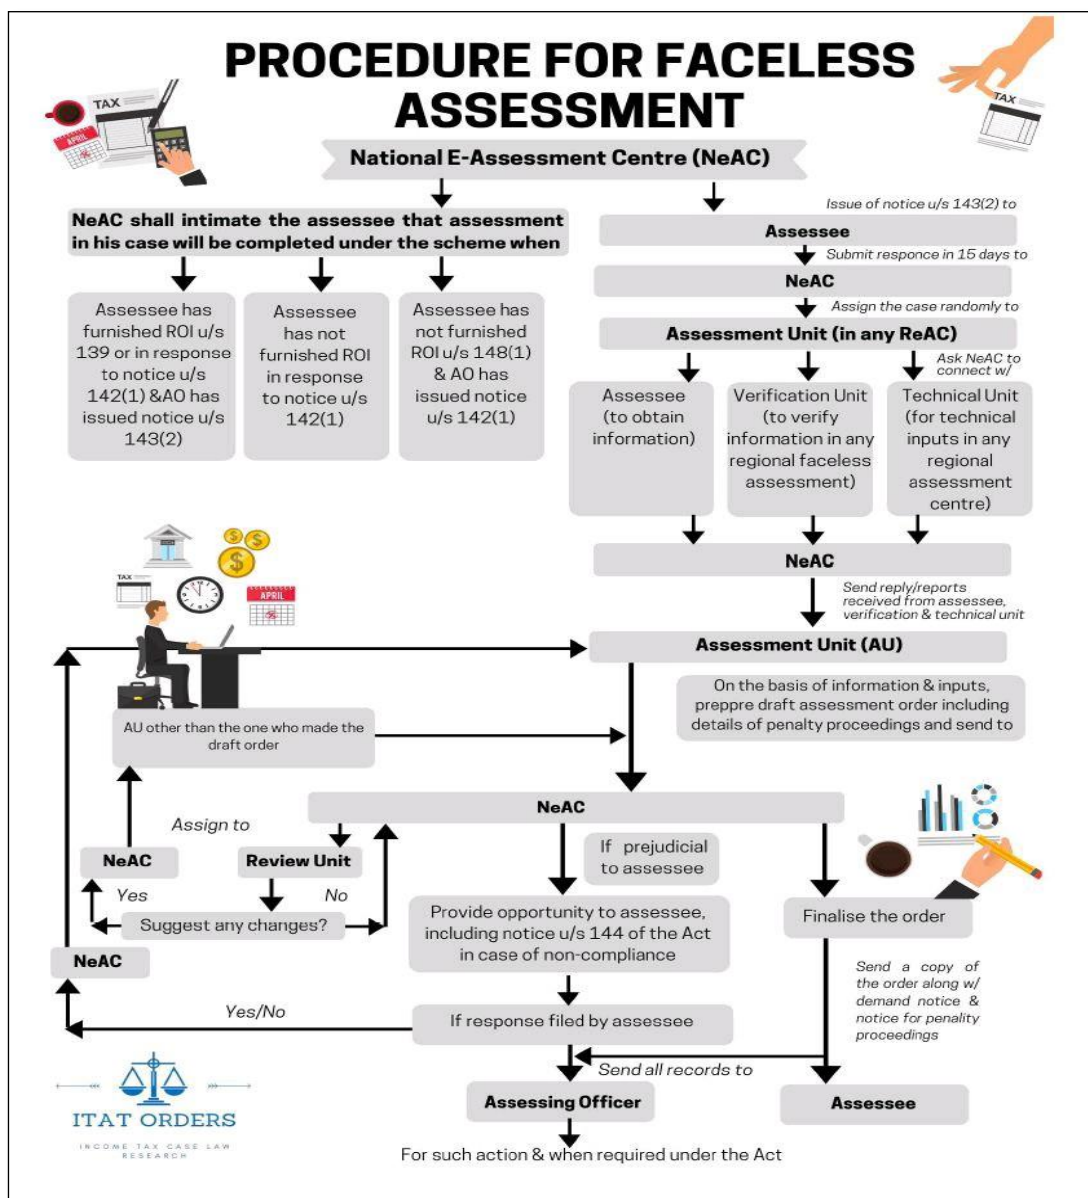 PROCEDURE FOR FACELESS
ASSESSMENT
TAX
APRIL
TAX
National E-Assessment Centre (NeAC)
NeAC shall intimate the assessee that assessment
in his case will be completed under the scheme when
Assessee has
furnished ROI u/s
139 or in response
to notice u/s
142(1) &AO has
issued notice u/s
143(2)
Assessee
has not
furnished ROI
in response
to notice u/s
142(1)
Assessee has
not furnished
ROI u/s 148(1)
& AO has
issued notice
u/s 142(1)
Issue of notice u/s 143(2) to
Assessee
Submit responce in 15 days to
NeAC
Assign the case randomly to
Assessment Unit (in any ReAC)
Ask NeAC to
connect w/
Assessee
(to obtain
information)
Verification Unit
(to verify
information in any
regional faceless
assessment)
Technical Unit
(for technical
inputs in any
regional
assessment
centre)
NeAC
Send reply/reports
received from assessee,
verification & technical unit
TAX
APRIL
Assessment Unit (AU)
On the basis of information & inputs,
preppre draft assessment order including
details of penalty proceedings and send to
AU other than the one who made the
draft order
NeAC
Assign to
NeAC
Review Unit
Yes
No
Suggest any changes?
NeAC
If prejudicial
to assessee
Provide opportunity to assessee,
including notice u/s 144 of the Act
in case of non-compliance
Finalise the order
Send a copy of
the order along w/
demand notice &
notice for penality
proceedings
Yes/No
If response filed by assessee
Send all records to
Assessing Officer
Assessee
For such action & when required under the Act
ITAT ORDERS
INCOME TAX CASE LAW
RESEARCH